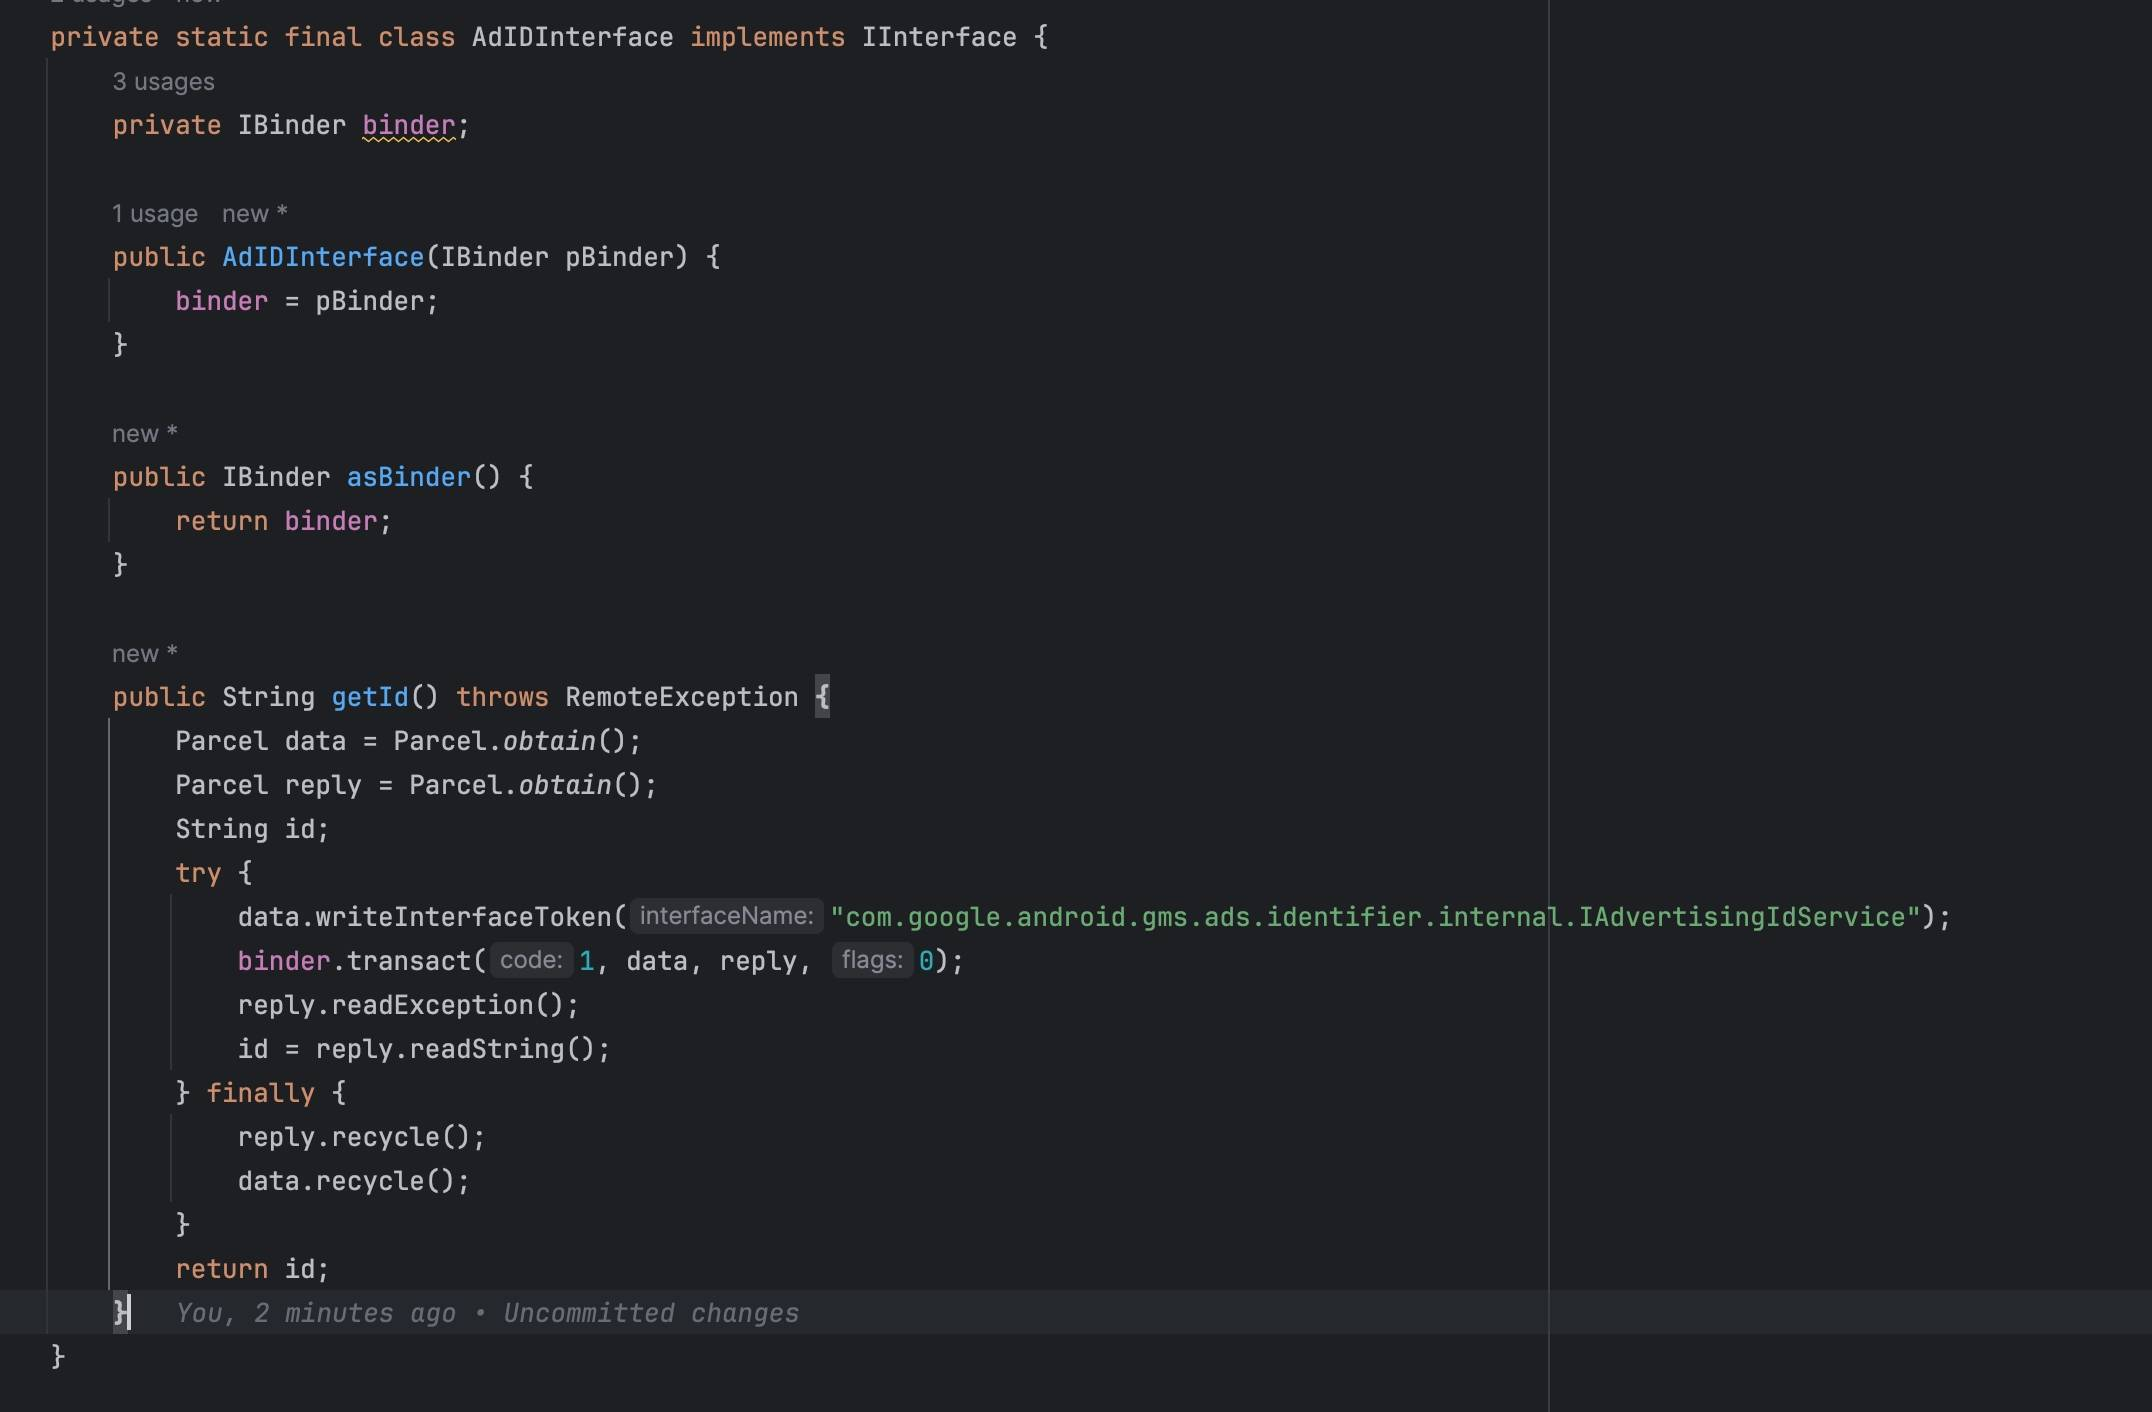 private static final class AdIDInterface implements IInterface {
3 usages
private IBinder binder;
1 usage new *
public AdIDInterface(IBinder pBinder) {
binder = pBinder;
}
new *
public IBinder asBinder() {
return binder;
}
new *
public String getId() throws RemoteException {
Parcel data = Parcel.obtain();
Parcel reply = Parcel.obtain();
String id;
try {
data.writeInterfaceToken( interfaceName: "com.google.android.gms.ads.identifier.internal.IAdvertisingIdService");
binder.transact( code: 1, data, reply, flags: 0);
reply.readException();
id = reply.readString();
} finally {
reply.recycle();
data.recycle();
}
return id;
} You, 2 minutes ago • Uncommitted changes
}